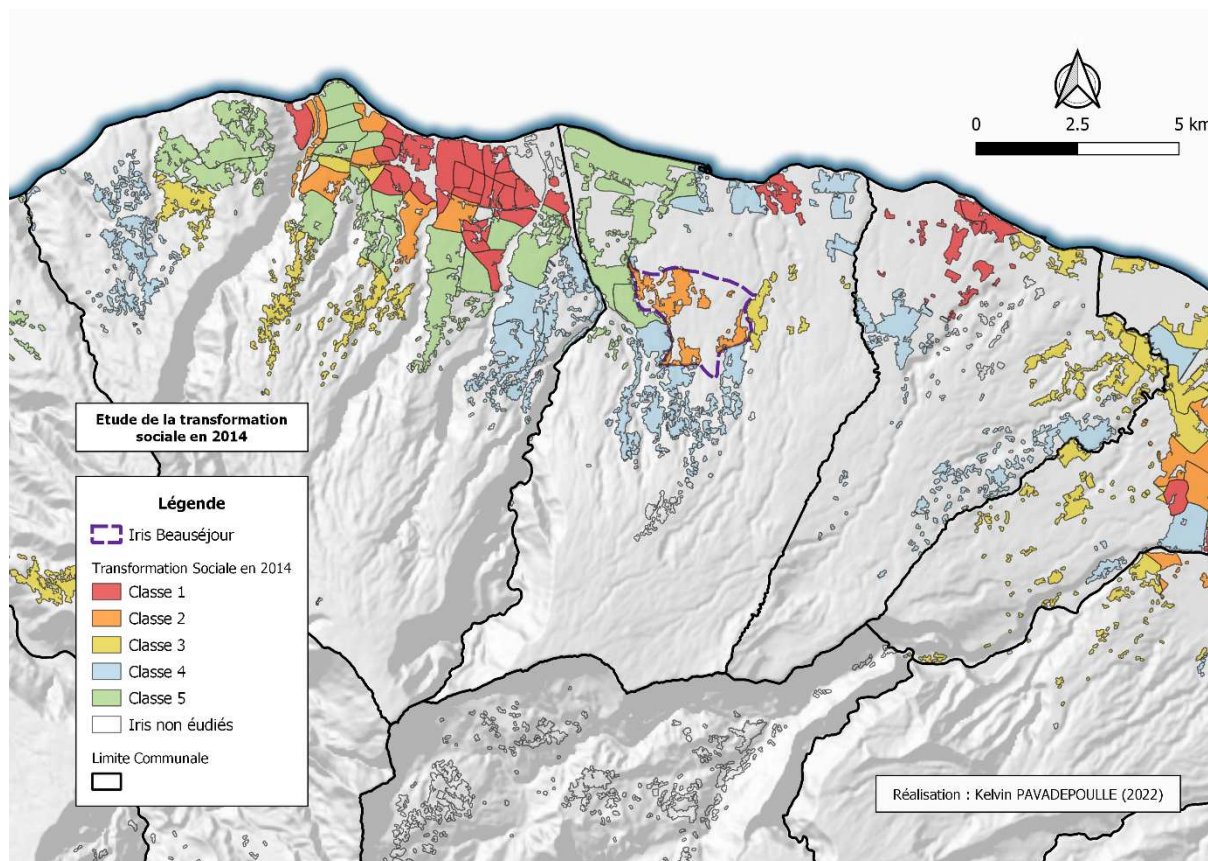 0 2.5 5 km
Etude de la transformation
sociale en 2014
Légende
Iris Beauséjour
Transformation Sociale en 2014
Classe 1
Classe 2
Classe 3
Classe 4
Classe 5
Iris non éudiés
Limite Communale
Réalisation : Kelvin PAVADEPOULLE (2022)